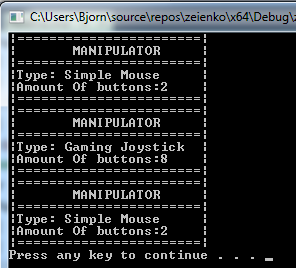 C:\Users\Bjorn\source\repos\zeienko\x64\Debug\
¦=======================¦
¦       MANIPULATOR     ¦
¦=======================¦
¦Type: Simple Mouse     ¦
¦Amount Of buttons:2    ¦
¦=======================¦
¦=======================¦
¦       MANIPULATOR     ¦
¦=======================¦
¦Type: Gaming Joystick  ¦
¦Amount Of buttons:8    ¦
¦=======================¦
¦=======================¦
¦       MANIPULATOR     ¦
¦=======================¦
¦Type: Simple Mouse     ¦
¦Amount Of buttons:2    ¦
¦=======================¦
Press any key to continue . . . _